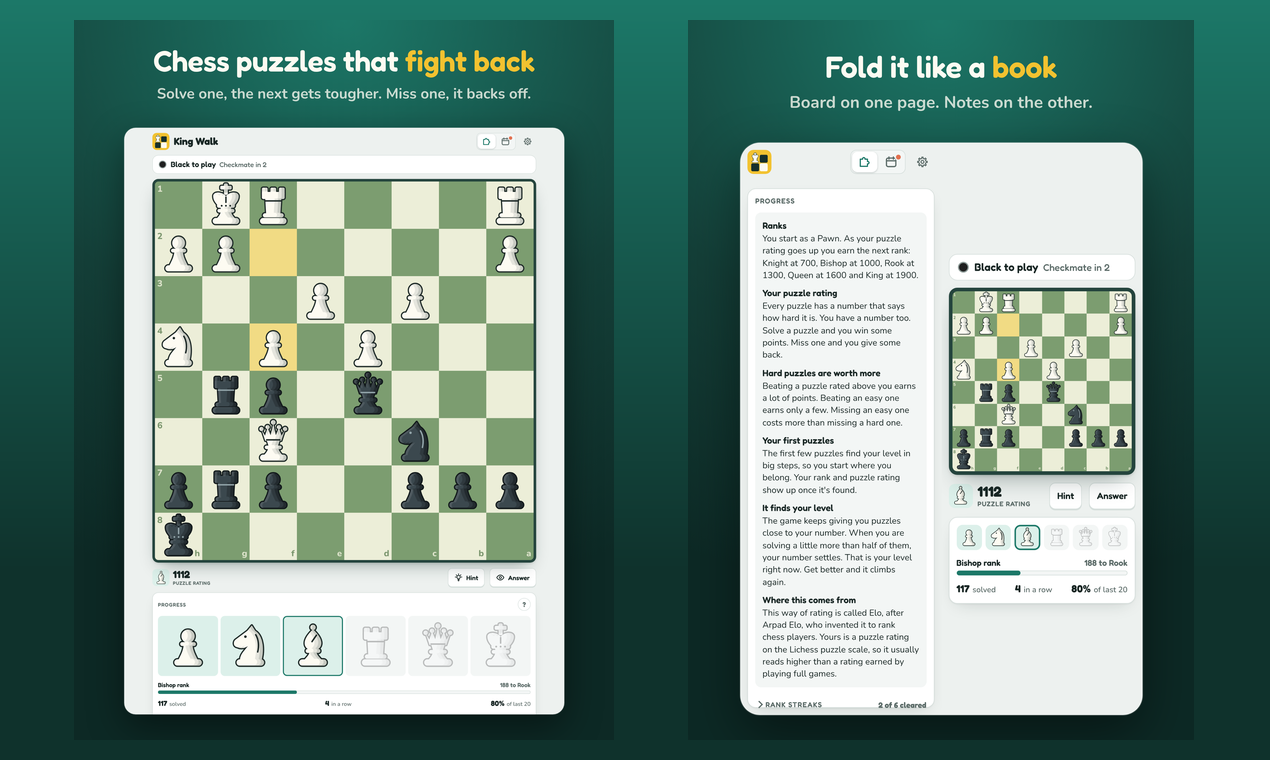 Chess puzzles that fight back
Solve one, the next gets tougher. Miss one, it backs off.
King Walk
Black to play Checkmate in 2
1
2
3
4
5
6
7
8
h g f e d c b a
1112
PUZZLE RATING
Hint
Answer
PROGRESS
?
Bishop rank
188 to Rook
117 solved
4 in a row
80% of last 20
Fold it like a book
Board on one page. Notes on the other.
PROGRESS
Ranks
You start as a Pawn. As your puzzle
rating goes up you earn the next rank:
Knight at 700, Bishop at 1000, Rook at
1300, Queen at 1600 and King at 1900.
Your puzzle rating
Every puzzle has a number that says
how hard it is. You have a number too.
Solve a puzzle and you win some
points. Miss one and you give some
back.
Hard puzzles are worth more
Beating a puzzle rated above you earns
a lot of points. Beating an easy one
earns only a few. Missing an easy one
costs more than missing a hard one.
Your first puzzles
The first few puzzles find your level in
big steps, so you start where you
belong. Your rank and puzzle rating
show up once it's found.
It finds your level
The game keeps giving you puzzles
close to your number. When you are
solving a little more than half of them,
your number settles. That is your level
right now. Get better and it climbs
again.
Where this comes from
This way of rating is called Elo, after
Arpad Elo, who invented it to rank
chess players. Yours is a puzzle rating
on the Lichess puzzle scale, so it usually
reads higher than a rating earned by
playing full games.
RANK STREAKS
2 of 6 cleared
Black to play Checkmate in 2
1112
PUZZLE RATING
Hint
Answer
Bishop rank
188 to Rook
117 solved
4 in a row
80% of last 20